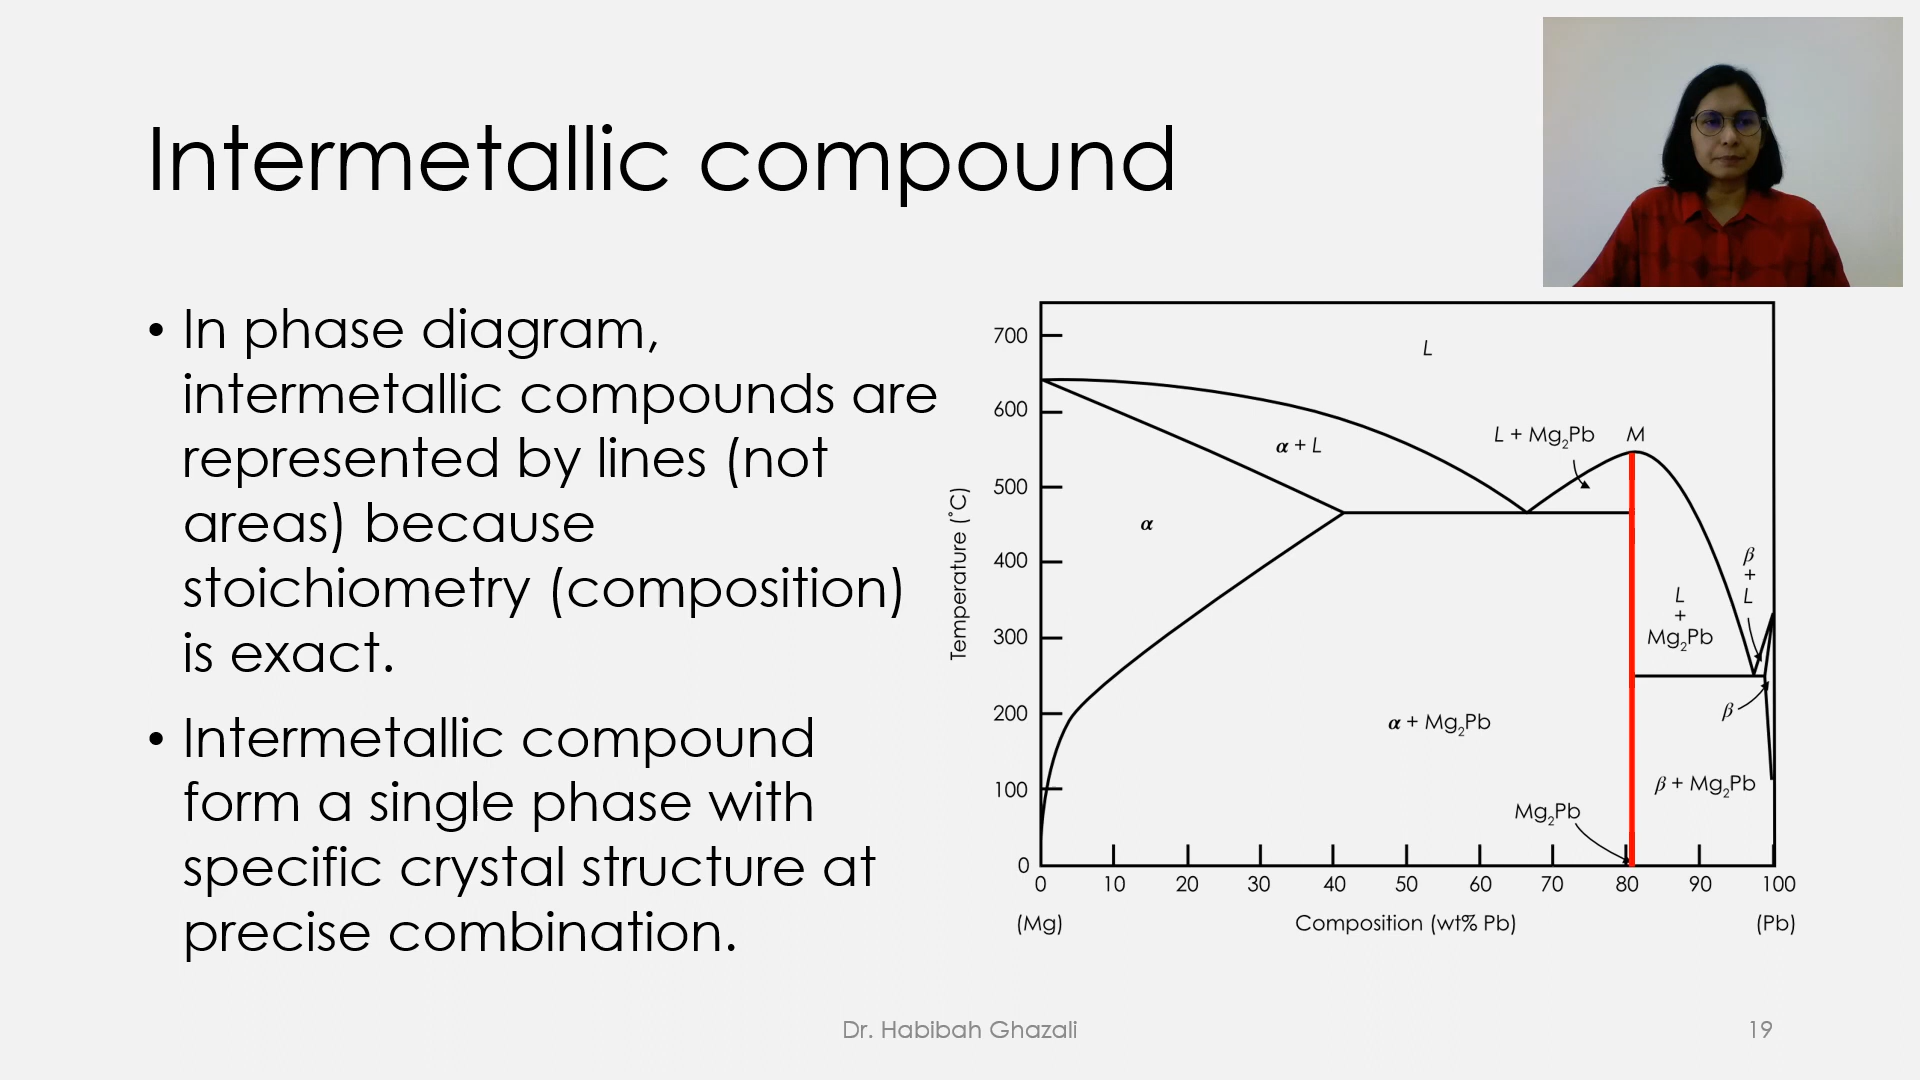 Intermetallic compound
• In phase diagram,
intermetallic compounds are
represented by lines (not
areas) because
stoichiometry (composition)
is exact.
• Intermetallic compound
form a single phase with
specific crystal structure at
precise combination.
Temperature (˚C)
700
600
500
400
300
200
100
0
L
L + Mg₂Pb
M
α + L
α
β
+
L
L
+
Mg₂Pb
β
α + Mg₂Pb
β + Mg₂Pb
Mg₂Pb
0 10 20 30 40 50 60 70 80 90 100
(Mg) Composition (wt% Pb) (Pb)
Dr. Habibah Ghazali
19